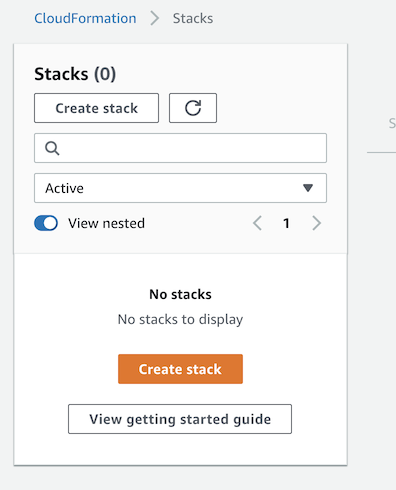 CloudFormation > Stacks
Stacks (0)
Create stack
Active
View nested
< 1 >
No stacks
No stacks to display
Create stack
View getting started guide